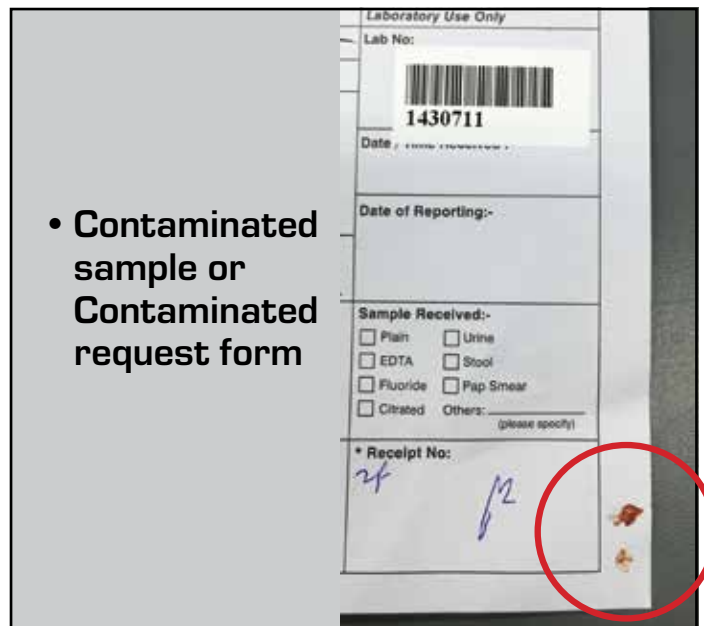 • Contaminated
sample or
Contaminated
request form
Laboratory Use Only
Lab No:
1430711
Date
Date of Reporting:-
Sample Received:-
Plain Urine
EDTA Stool
Fluoride Pap Smear
Citrated Others:
(please specify)
* Receipt No: